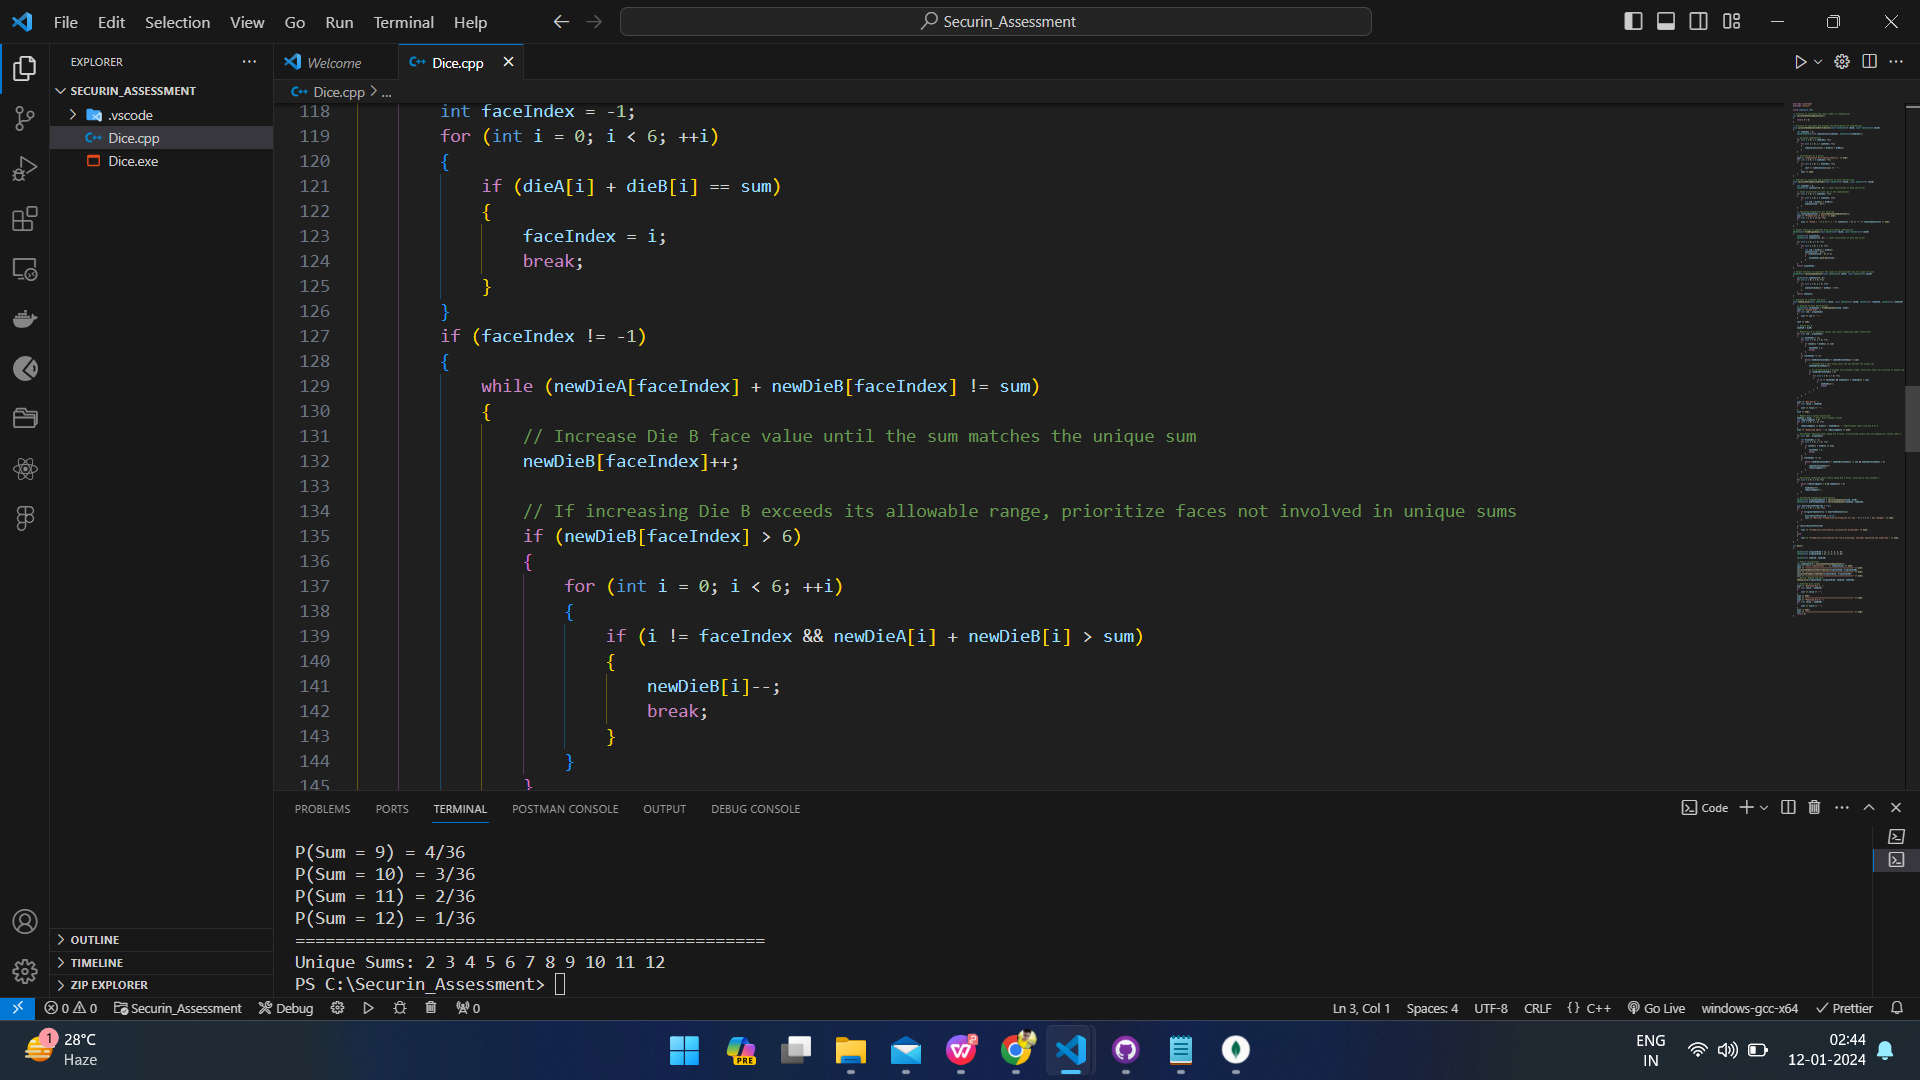 File Edit Selection View Go Run Terminal Help
Securin_Assessment
EXPLORER
SECURIN_ASSESSMENT
.vscode
Dice.cpp
Dice.exe
OUTLINE
TIMELINE
ZIP EXPLORER
Welcome
Dice.cpp
Dice.cpp > ...
118 int faceIndex = -1;
119 for (int i = 0; i < 6; ++i)
120 {
121 if (dieA[i] + dieB[i] == sum)
122 {
123 faceIndex = i;
124 break;
125 }
126 }
127 if (faceIndex != -1)
128 {
129 while (newDieA[faceIndex] + newDieB[faceIndex] != sum)
130 {
131 // Increase Die B face value until the sum matches the unique sum
132 newDieB[faceIndex]++;
133
134 // If increasing Die B exceeds its allowable range, prioritize faces not involved in unique sums
135 if (newDieB[faceIndex] > 6)
136 {
137 for (int i = 0; i < 6; ++i)
138 {
139 if (i != faceIndex && newDieA[i] + newDieB[i] > sum)
140 {
141 newDieB[i]--;
142 break;
143 }
144 }
145 }
PROBLEMS PORTS TERMINAL POSTMAN CONSOLE OUTPUT DEBUG CONSOLE
Code
P(Sum = 9) = 4/36
P(Sum = 10) = 3/36
P(Sum = 11) = 2/36
P(Sum = 12) = 1/36
===============================================
Unique Sums: 2 3 4 5 6 7 8 9 10 11 12
PS C:\Securin_Assessment>
0 0 Securin_Assessment Debug 0
Ln 3, Col 1 Spaces: 4 UTF-8 CRLF {} C++ Go Live windows-gcc-x64 Prettier
1
28°C
Haze
PRE
ENG
IN
02:44
12-01-2024